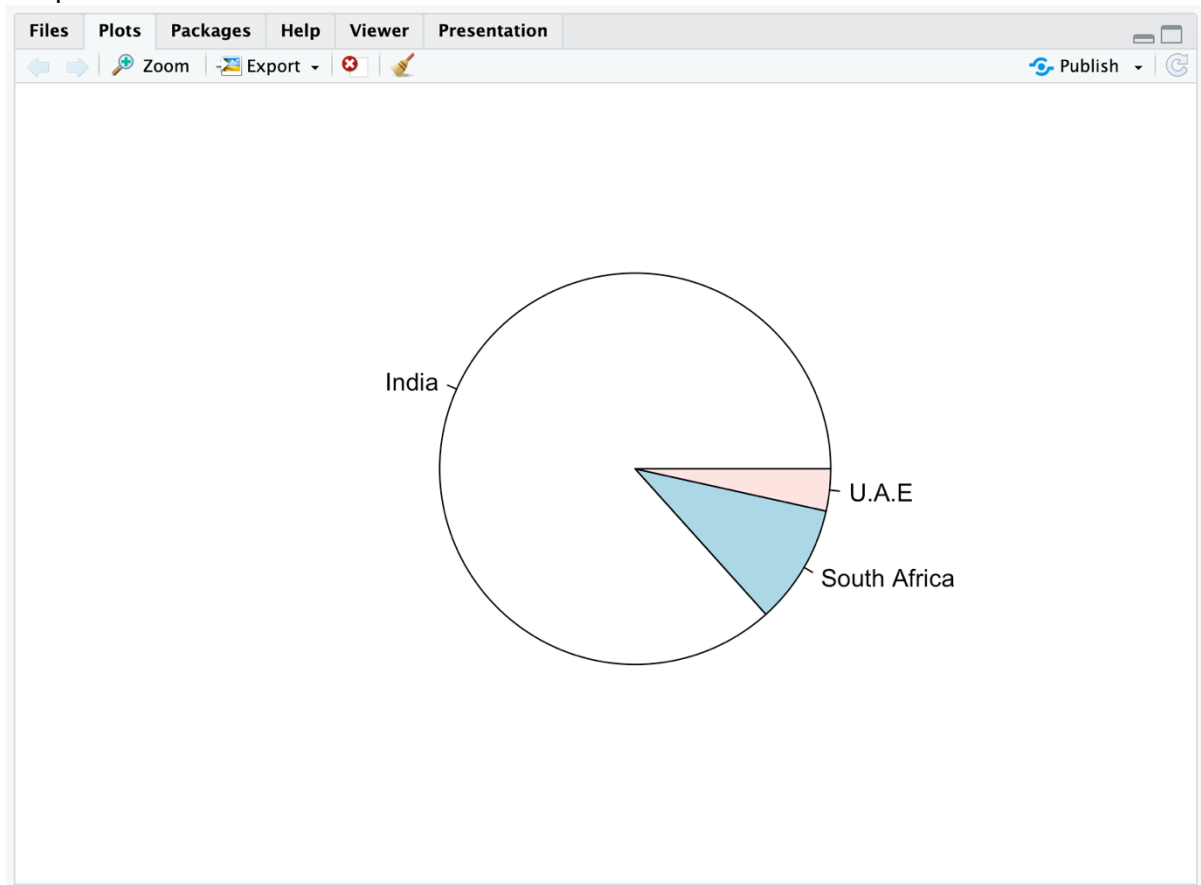 Files Plots Packages Help Viewer Presentation
Zoom Export Publish
India
U.A.E
South Africa